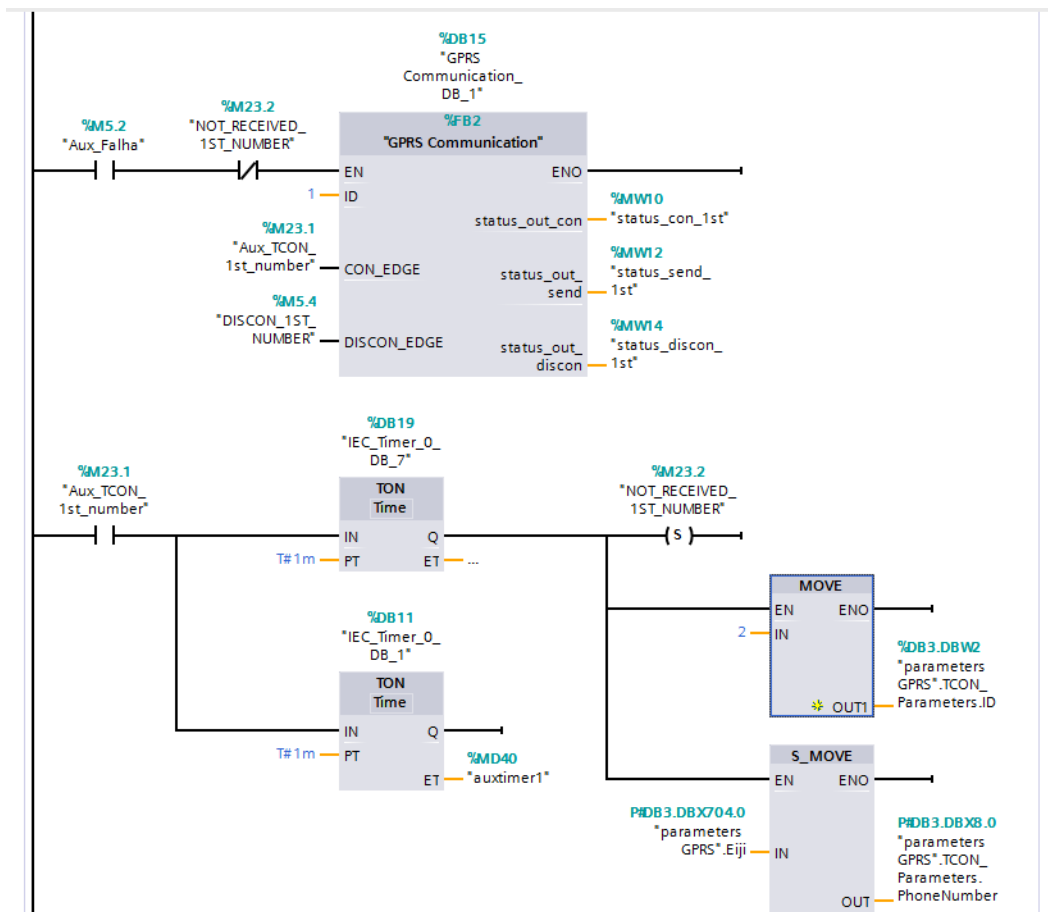 %DB15
"GPRS
Communication_
DB_1"
%M5.2
"Aux_Falha"
%M23.2
"NOT_RECEIVED_
1ST_NUMBER"
%FB2
"GPRS Communication"
EN
ENO
1
ID
%M23.1
"Aux_TCON_
1st_number"
CON_EDGE
%M5.4
"DISCON_1ST_
NUMBER"
DISCON_EDGE
status_out_con
%MW10
"status_con_1st"
status_out_
send
%MW12
"status_send_
1st"
status_out_
discon
%MW14
"status_discon_
1st"
%DB19
"IEC_Timer_0_
DB_7"
%M23.1
"Aux_TCON_
1st_number"
TON
Time
IN
Q
T#1m
PT
ET
...
%M23.2
"NOT_RECEIVED_
1ST_NUMBER"
S
%DB11
"IEC_Timer_0_
DB_1"
TON
Time
IN
Q
T#1m
PT
ET
%MD40
"auxtimer1"
MOVE
EN
ENO
2
IN
OUT1
%DB3.DBW2
"parameters
GPRS".TCON_
Parameters.ID
S_MOVE
EN
ENO
P#DB3.DBX704.0
"parameters
GPRS".Eiji
IN
OUT
P#DB3.DBX8.0
"parameters
GPRS".TCON_
Parameters.
PhoneNumber